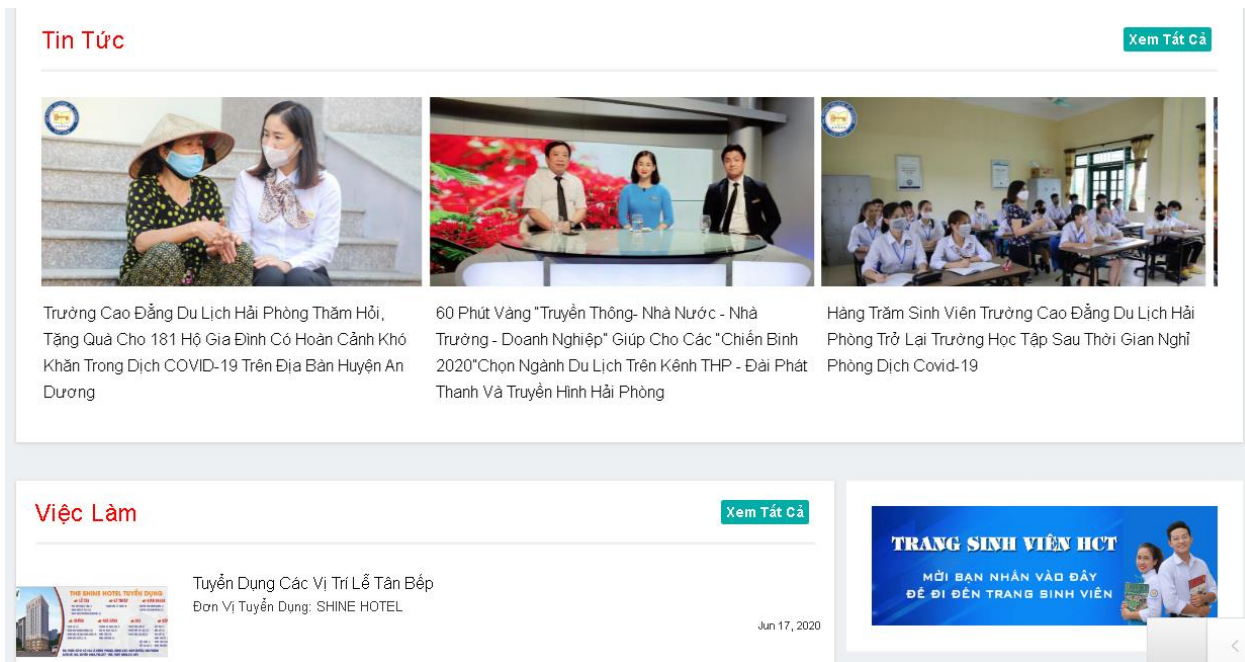 Tin Tức
Xem Tất Cả
Trường Cao Đẳng Du Lịch Hải Phòng Thăm Hỏi,
Tặng Quà Cho 181 Hộ Gia Đình Có Hoàn Cảnh Khó
Khăn Trong Dịch COVID-19 Trên Địa Bàn Huyện An
Dương
60 Phút Vàng "Truyền Thông- Nhà Nước - Nhà
Trường - Doanh Nghiệp" Giúp Cho Các "Chiến Binh
2020"Chọn Ngành Du Lịch Trên Kênh THP - Đài Phát
Thanh Và Truyền Hình Hải Phòng
Hàng Trăm Sinh Viên Trường Cao Đẳng Du Lịch Hải
Phòng Trở Lại Trường Học Tập Sau Thời Gian Nghỉ
Phòng Dịch Covid-19
Việc Làm
Xem Tất Cả
THE SHINE HOTEL TUYỂN DỤNG
Tuyển Dụng Các Vị Trí Lễ Tân Bếp
Đơn Vị Tuyển Dụng: SHINE HOTEL
Jun 17, 2020
TRANG SINH VIÊN HCT
MỜI BẠN NHẤN VÀO ĐÂY
ĐỂ ĐI ĐẾN TRANG SINH VIÊN